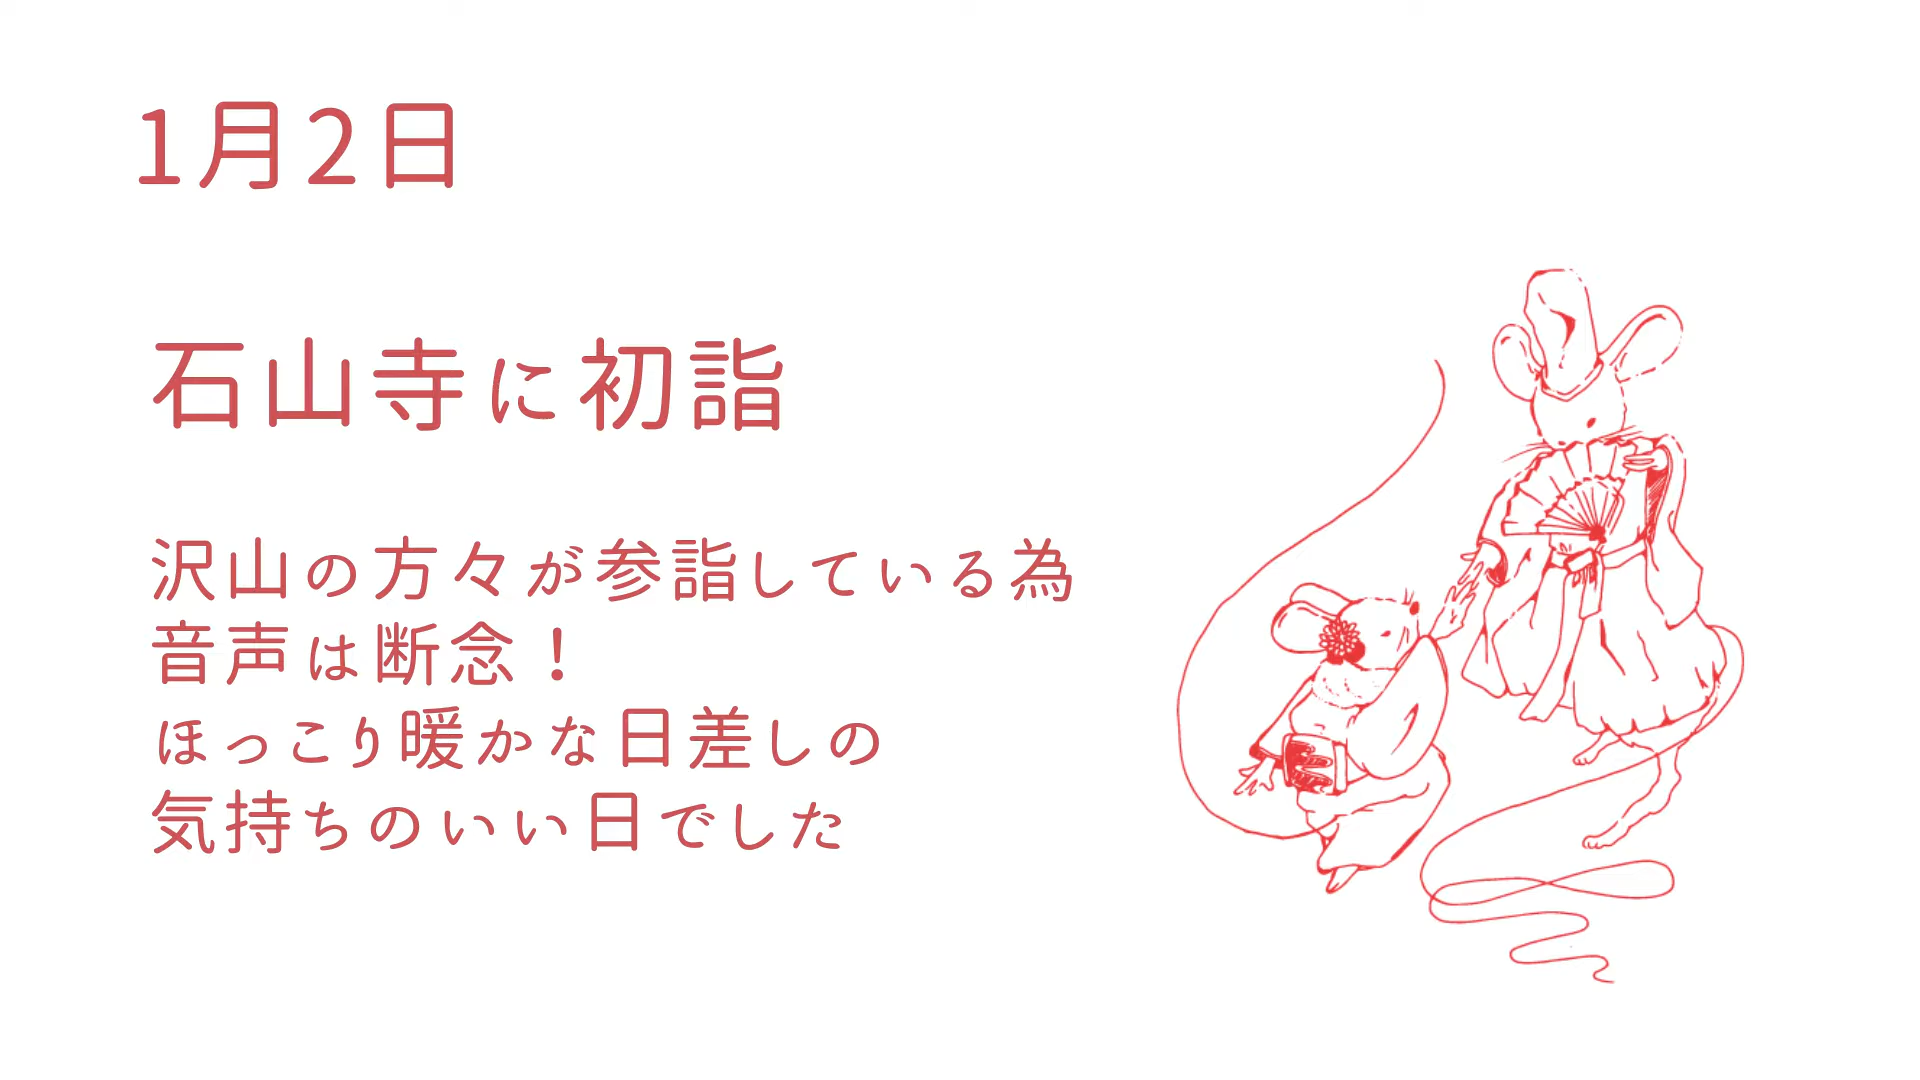 1月2日
石山寺に初詣
沢山の方々が参詣している為
音声は断念！
ほっこり暖かな日差しの
気持ちのいい日でした